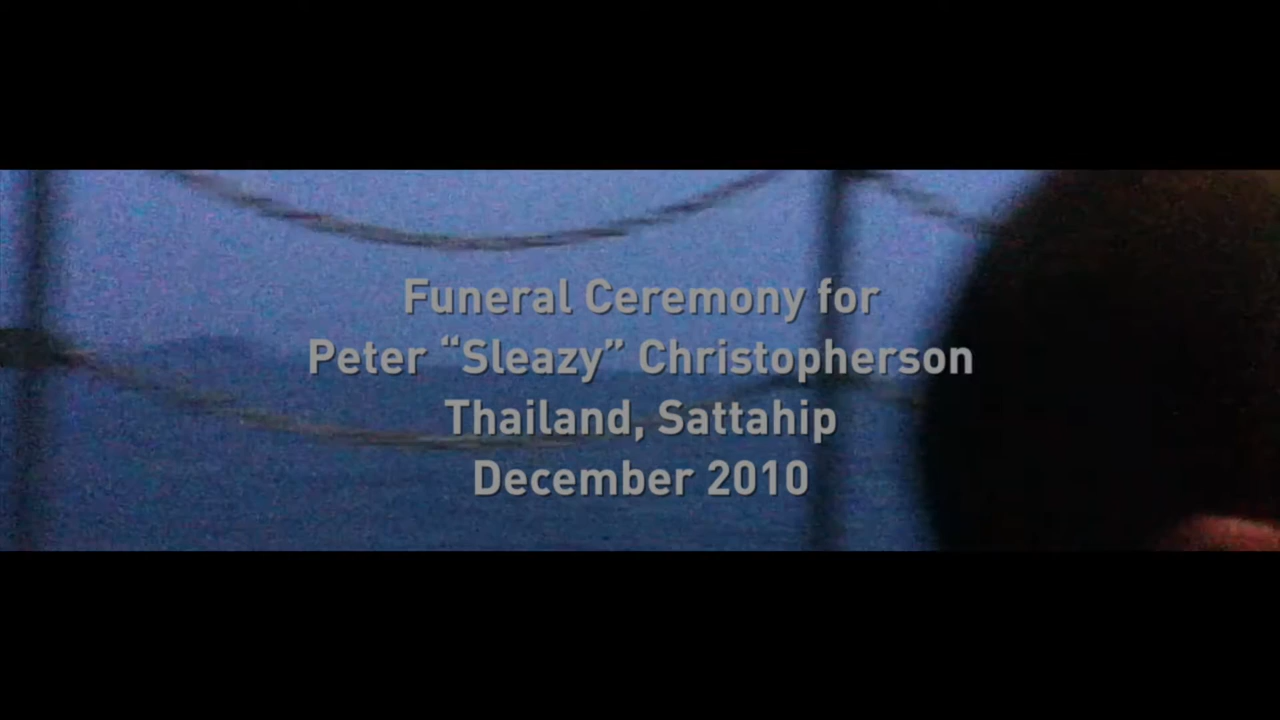 Funeral Ceremony for
Peter “Sleazy” Christopherson
Thailand, Sattahip
December 2010